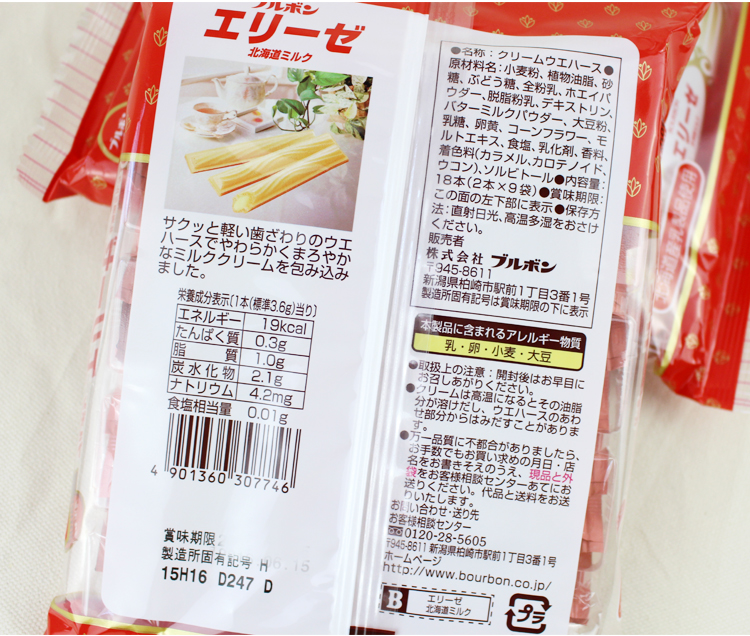 ブルボン
エリーゼ
北海道ミルク
サクッと軽い歯ざわりのウエ
ハースでやわらかくまろやか
なミルククリームを包み込み
ました。
栄養成分表示(1本(標準3.6g)当り)
エネルギー 19kcal
たんぱく質 0.3g
脂質 1.0g
炭水化物 2.1g
ナトリウム 4.2mg
食塩相当量 0.01g
4 901360 307746
賞味期限
製造所固有記号 H
15H16 D247 D
●名称: クリームウエハース●
原材料名:小麦粉、植物油脂、砂
糖、ぶどう糖、全粉乳、ホエイパ
ウダー、脱脂粉乳、デキストリン、
バターミルクパウダー、大豆粉、
乳糖、卵黄、コーンフラワー、モ
ルトエキス、食塩、乳化剤、香料、
着色料(カラメル、カロテノイド、
ウコン)、ソルビトール●内容量:
18本(2本×9袋)●賞味期限:
この面の左下部に表示●保存方
法:直射日光、高温多湿をおさけ
ください。
販売者
株式会社 ブルボン
〒945-8611
新潟県柏崎市駅前1丁目3番1号
製造所固有記号は賞味期限の下に表示
本製品に含まれるアレルギー物質
乳・卵・小麦・大豆
●取扱上の注意:開封後はお早目に
お召しあがりください。
●クリームは高温になるとその油脂
分が溶けだし、ウエハースのあわ
せ部分からはみだすことがありま
す。
●万一品質に不都合がありましたら、
お手数でもお買い求めの月日・店
名をお書きそえのうえ、現品と外
袋をお客様相談センターあてにお
送りください。代品と送料をお送
りいたします。
お問い合わせ・送り先
お客様相談センター
0120-28-5605
〒945-8611 新潟県柏崎市駅前1丁目3番1号
ホームページ
http://www.bourbon.co.jp/
B エリーゼ
北海道ミルク
プラ
エリーゼ